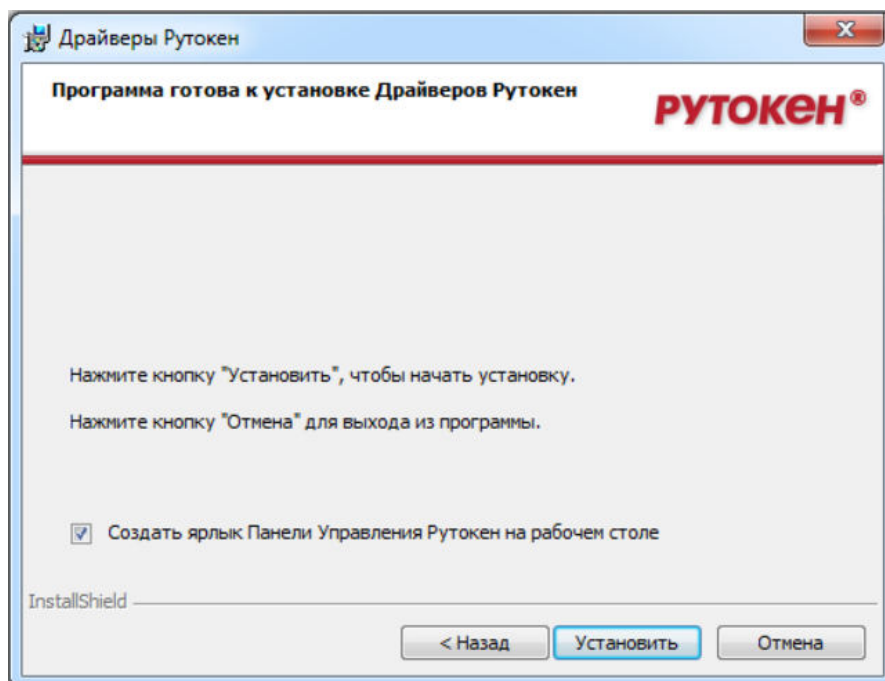 Драйверы Рутокен
Программа готова к установке Драйверов Рутокен
РУТОКЕН®
Нажмите кнопку "Установить", чтобы начать установку.
Нажмите кнопку "Отмена" для выхода из программы.
Создать ярлык Панели Управления Рутокен на рабочем столе
InstallShield
< Назад
Установить
Отмена